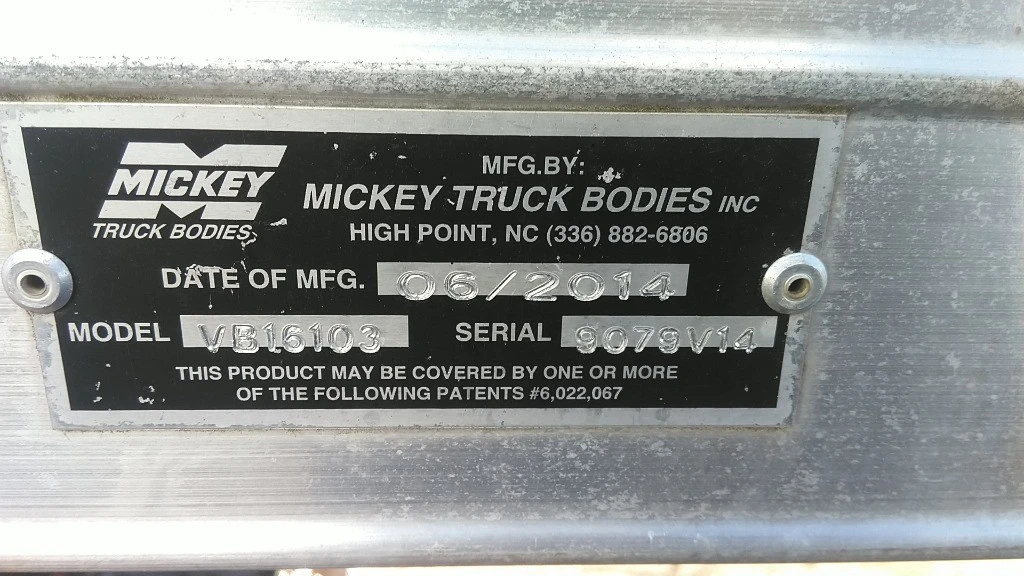 MICKEY
TRUCK BODIES
MFG.BY:
MICKEY TRUCK BODIES INC
HIGH POINT, NC (336) 882-6806
DATE OF MFG. 06/2014
MODEL VB16103 SERIAL 9079V14
THIS PRODUCT MAY BE COVERED BY ONE OR MORE
OF THE FOLLOWING PATENTS #6,022,067